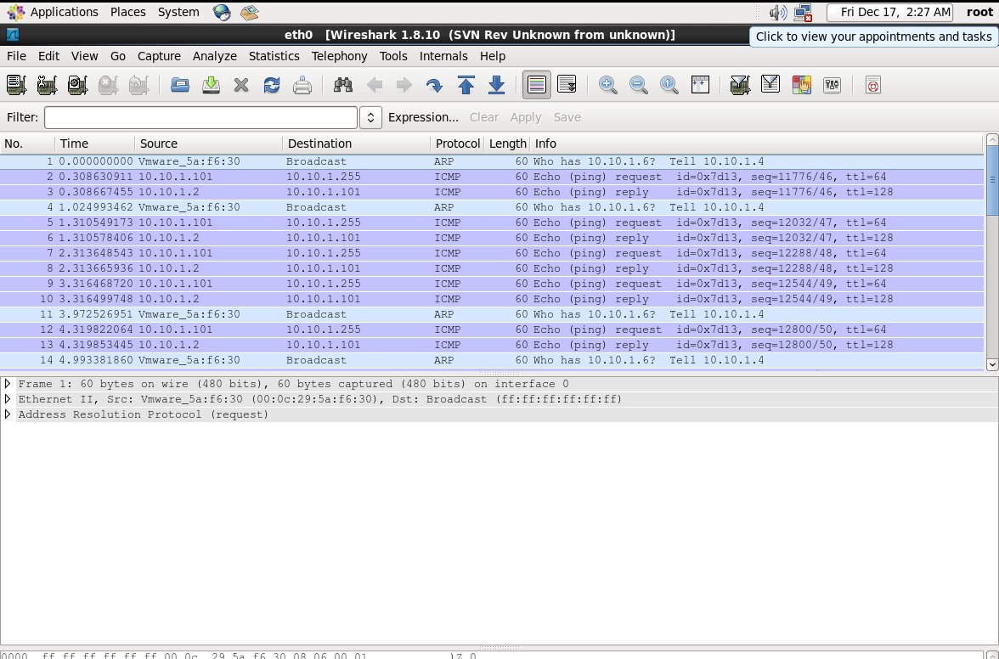 Applications Places System Fri Dec 17, 2:27 AM root
eth0 [Wireshark 1.8.10 (SVN Rev Unknown from unknown)]
Click to view your appointments and tasks
File Edit View Go Capture Analyze Statistics Telephony Tools Internals Help
Filter: Expression... Clear Apply Save
No. Time Source Destination Protocol Length Info
1 0.000000000 Vmware_5a:f6:30 Broadcast ARP 60 Who has 10.10.1.6? Tell 10.10.1.4
2 0.308630911 10.10.1.101 10.10.1.255 ICMP 60 Echo (ping) request id=0x7d13, seq=11776/46, ttl=64
3 0.308667455 10.10.1.2 10.10.1.101 ICMP 60 Echo (ping) reply id=0x7d13, seq=11776/46, ttl=128
4 1.024993462 Vmware_5a:f6:30 Broadcast ARP 60 Who has 10.10.1.6? Tell 10.10.1.4
5 1.310549173 10.10.1.101 10.10.1.255 ICMP 60 Echo (ping) request id=0x7d13, seq=12032/47, ttl=64
6 1.310578406 10.10.1.2 10.10.1.101 ICMP 60 Echo (ping) reply id=0x7d13, seq=12032/47, ttl=128
7 2.313648543 10.10.1.101 10.10.1.255 ICMP 60 Echo (ping) request id=0x7d13, seq=12288/48, ttl=64
8 2.313665936 10.10.1.2 10.10.1.101 ICMP 60 Echo (ping) reply id=0x7d13, seq=12288/48, ttl=128
9 3.316468720 10.10.1.101 10.10.1.255 ICMP 60 Echo (ping) request id=0x7d13, seq=12544/49, ttl=64
10 3.316499748 10.10.1.2 10.10.1.101 ICMP 60 Echo (ping) reply id=0x7d13, seq=12544/49, ttl=128
11 3.972526951 Vmware_5a:f6:30 Broadcast ARP 60 Who has 10.10.1.6? Tell 10.10.1.4
12 4.319822064 10.10.1.101 10.10.1.255 ICMP 60 Echo (ping) request id=0x7d13, seq=12800/50, ttl=64
13 4.319853445 10.10.1.2 10.10.1.101 ICMP 60 Echo (ping) reply id=0x7d13, seq=12800/50, ttl=128
14 4.993381860 Vmware_5a:f6:30 Broadcast ARP 60 Who has 10.10.1.6? Tell 10.10.1.4
Frame 1: 60 bytes on wire (480 bits), 60 bytes captured (480 bits) on interface 0
Ethernet II, Src: Vmware_5a:f6:30 (00:0c:29:5a:f6:30), Dst: Broadcast (ff:ff:ff:ff:ff:ff)
Address Resolution Protocol (request)
0000 ff ff ff ff ff ff 00 0c 29 5a f6 30 08 06 00 01